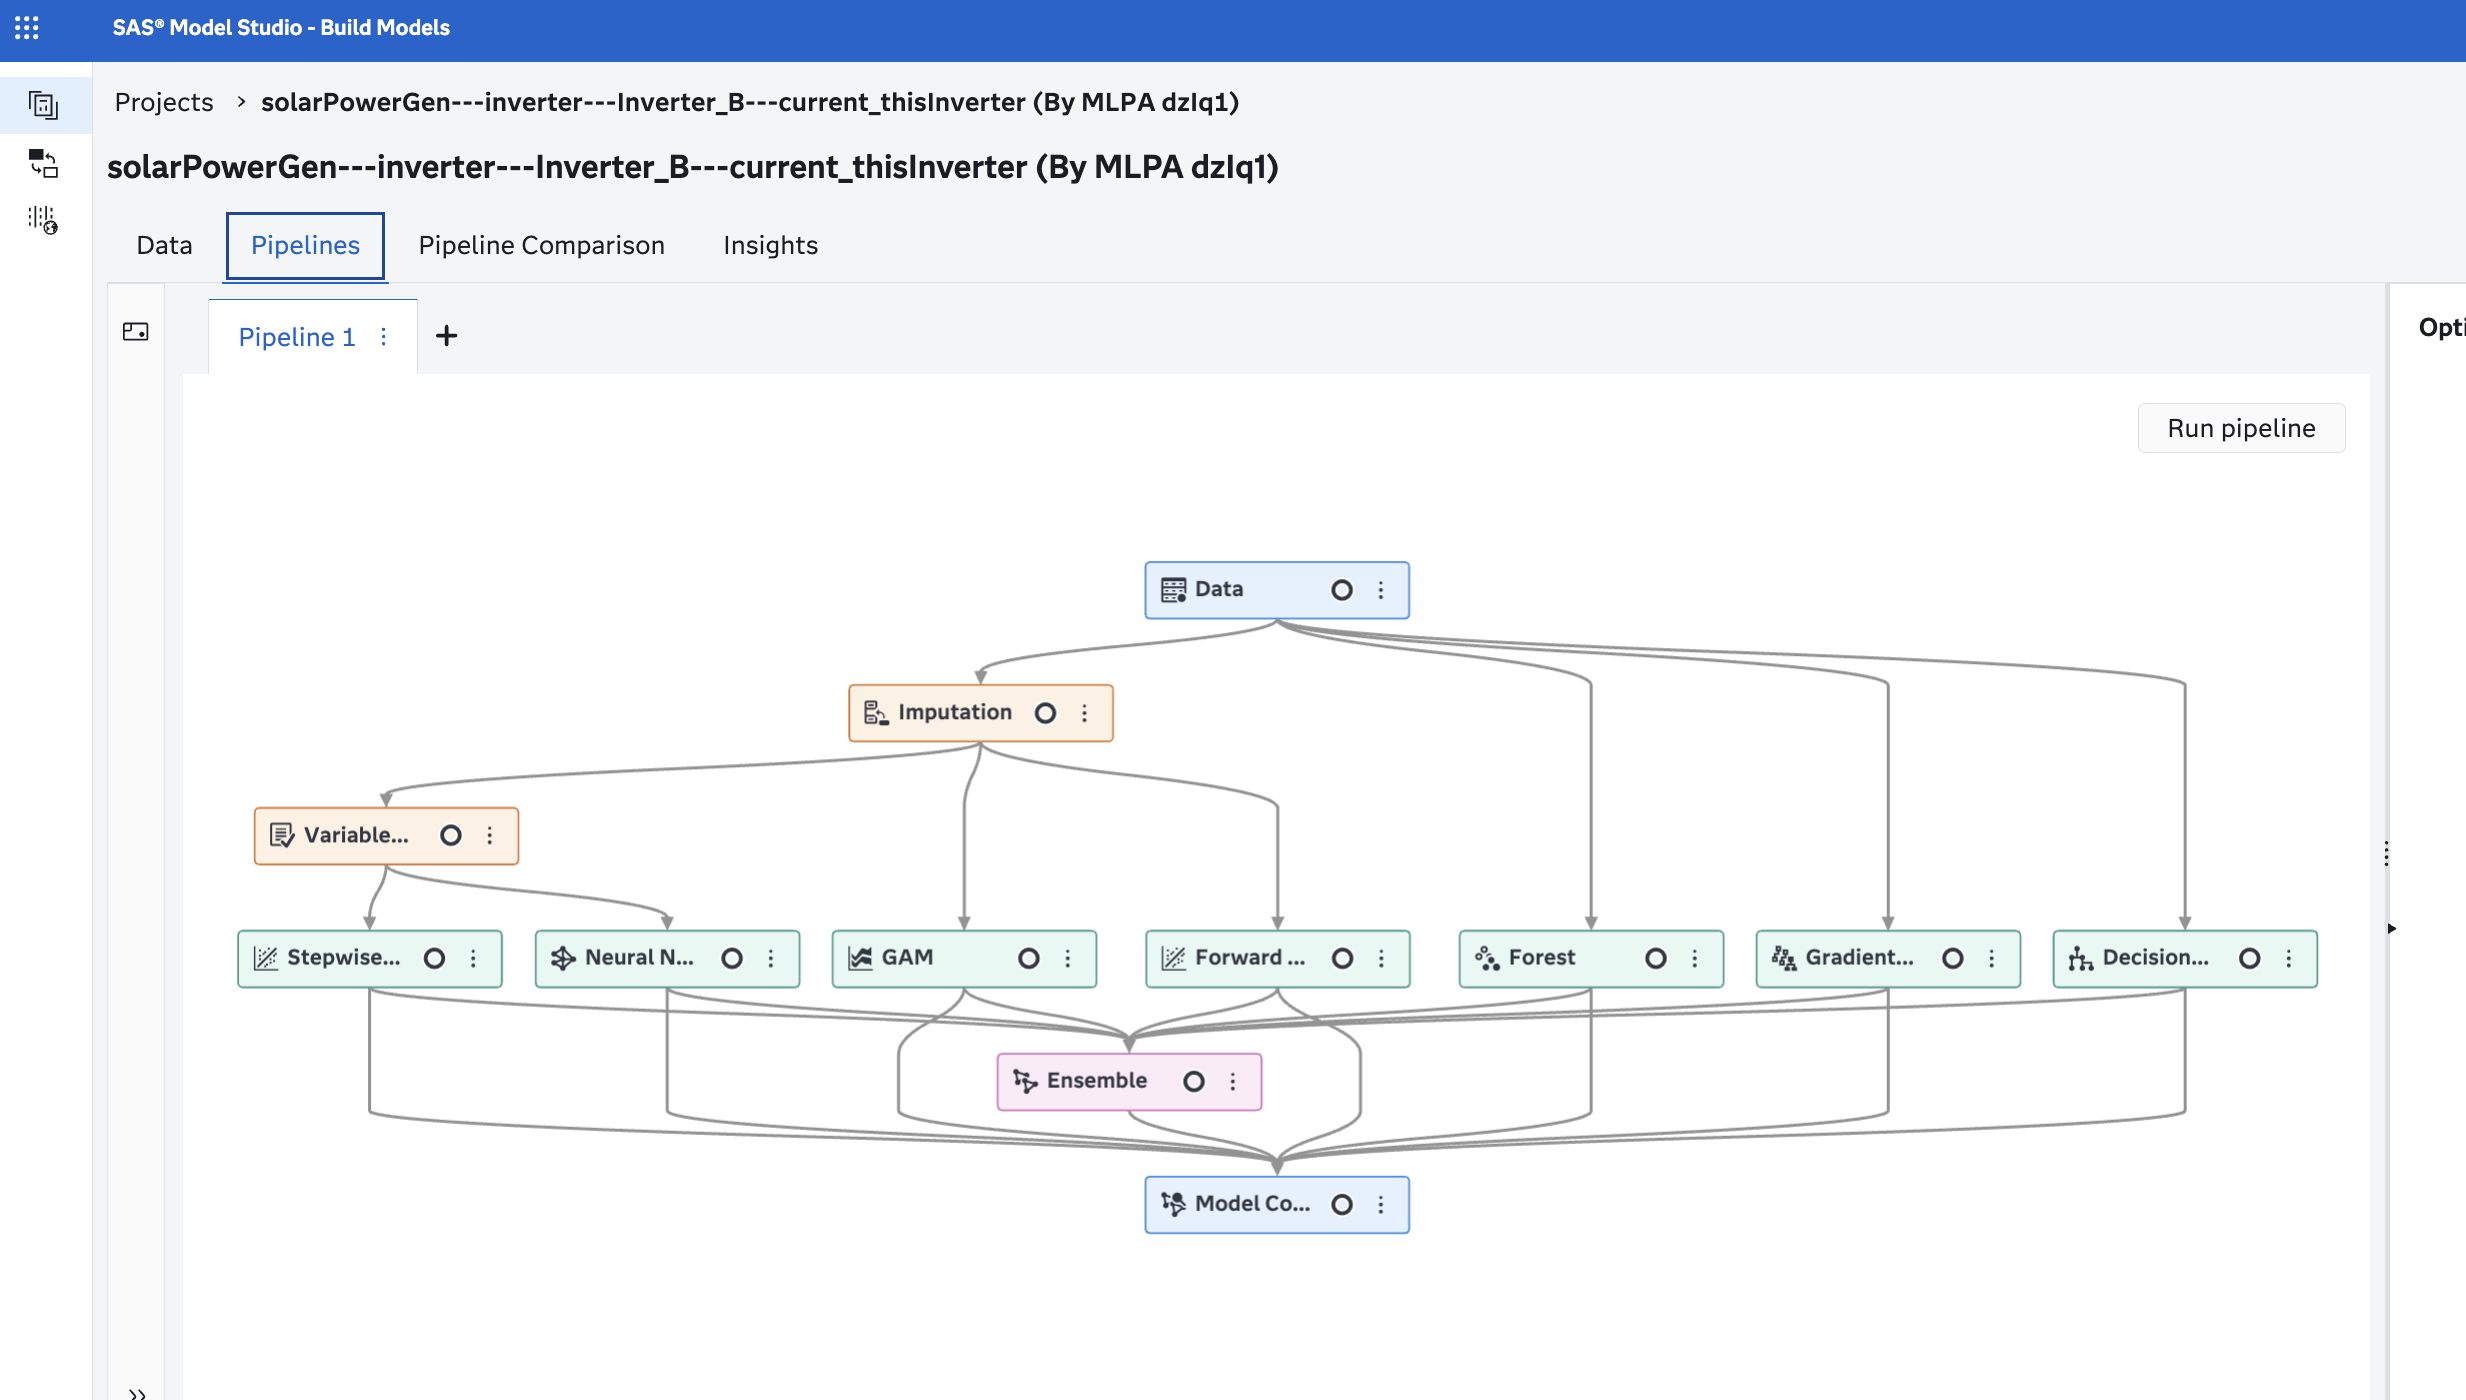 SAS® Model Studio - Build Models
Projects > solarPowerGen---inverter---Inverter_B---current_thisInverter (By MLPA dzIq1)
solarPowerGen---inverter---Inverter_B---current_thisInverter (By MLPA dzIq1)
Data Pipelines Pipeline Comparison Insights
Opti
Pipeline 1
Run pipeline
Data
Imputation
Variable...
Stepwise... Neural N... GAM Forward ... Forest Gradient... Decision...
Ensemble
Model Co...